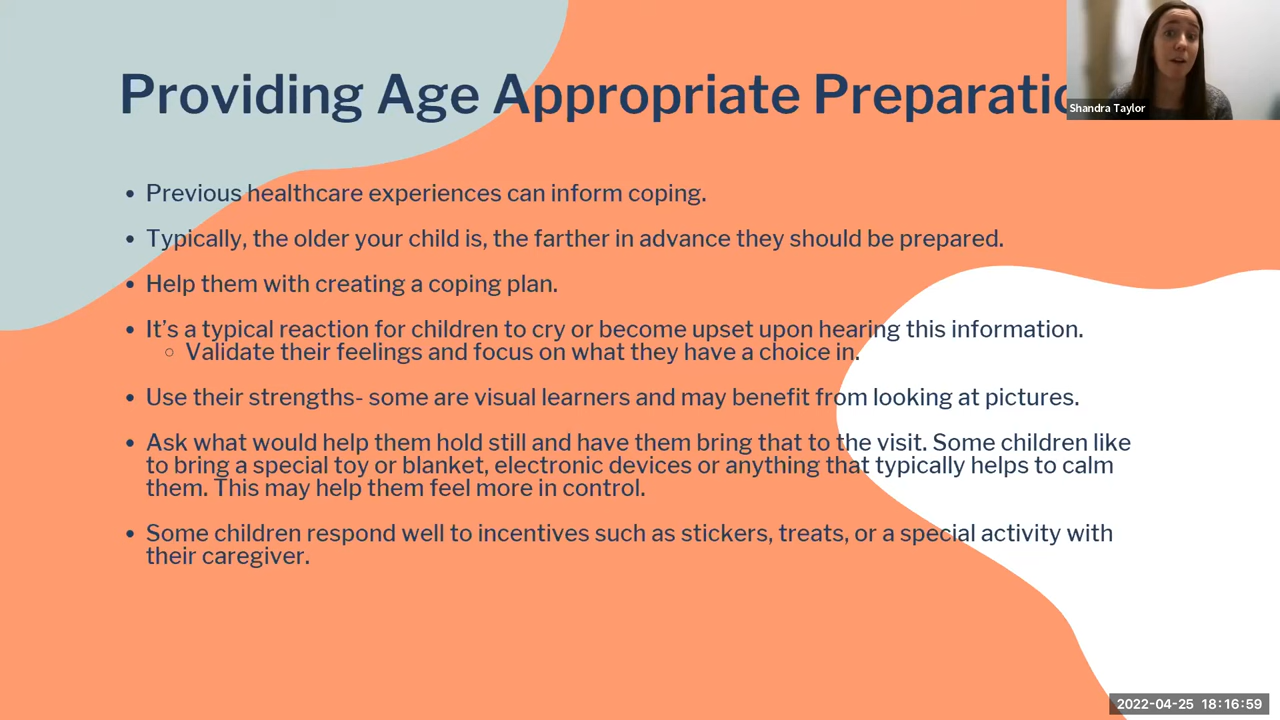 Providing Age Appropriate Preparatio
Shandra Taylor
• Previous healthcare experiences can inform coping.
• Typically, the older your child is, the farther in advance they should be prepared.
• Help them with creating a coping plan.
• It’s a typical reaction for children to cry or become upset upon hearing this information.
○ Validate their feelings and focus on what they have a choice in.
• Use their strengths- some are visual learners and may benefit from looking at pictures.
• Ask what would help them hold still and have them bring that to the visit. Some children like
to bring a special toy or blanket, electronic devices or anything that typically helps to calm
them. This may help them feel more in control.
• Some children respond well to incentives such as stickers, treats, or a special activity with
their caregiver.
2022-04-25 18:16:59